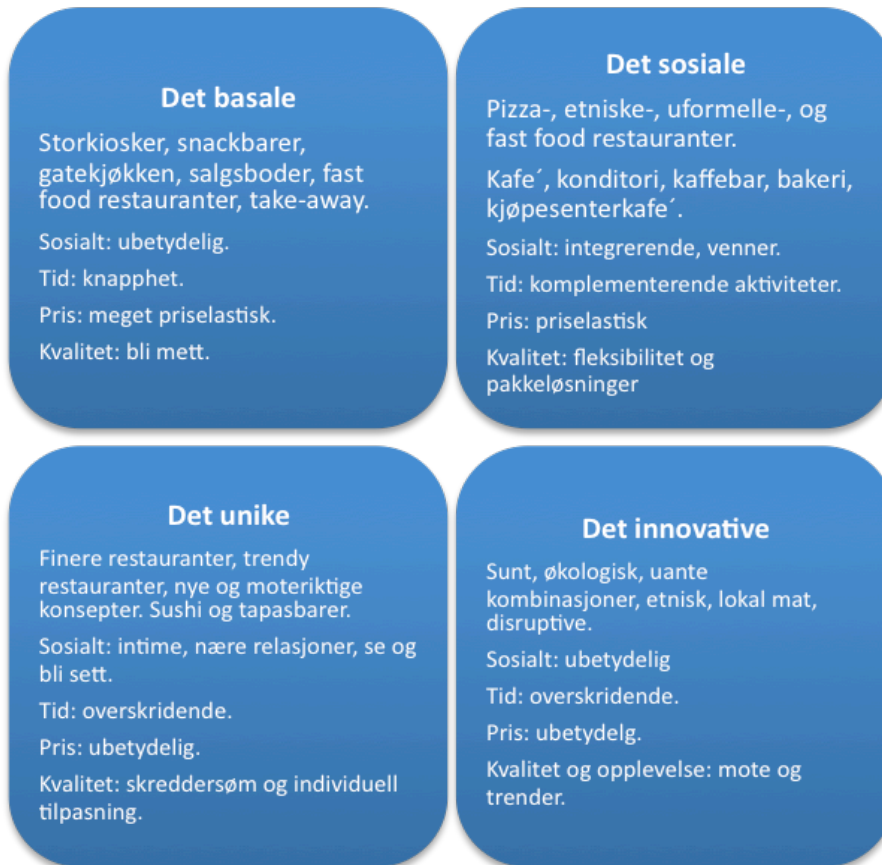 Det basale
Storkiosker, snackbarer,
gatekjøkken, salgsboder, fast
food restauranter, take-away.
Sosialt: ubetydelig.
Tid: knapphet.
Pris: meget priselastisk.
Kvalitet: bli mett.
Det sosiale
Pizza-, etniske-, uformelle-, og
fast food restauranter.
Kafe´, konditori, kaffebar, bakeri,
kjøpesenterkafe´.
Sosialt: integrerende, venner.
Tid: komplementerende aktiviteter.
Pris: priselastisk
Kvalitet: fleksibilitet og
pakkeløsninger
Det unike
Finere restauranter, trendy
restauranter, nye og moteriktige
konsepter. Sushi og tapasbarer.
Sosialt: intime, nære relasjoner, se og
bli sett.
Tid: overskridende.
Pris: ubetydelig.
Kvalitet: skreddersøm og individuell
tilpasning.
Det innovative
Sunt, økologisk, uante
kombinasjoner, etnisk, lokal mat,
disruptive.
Sosialt: ubetydelig
Tid: overskridende.
Pris: ubetydelg.
Kvalitet og opplevelse: mote og
trender.